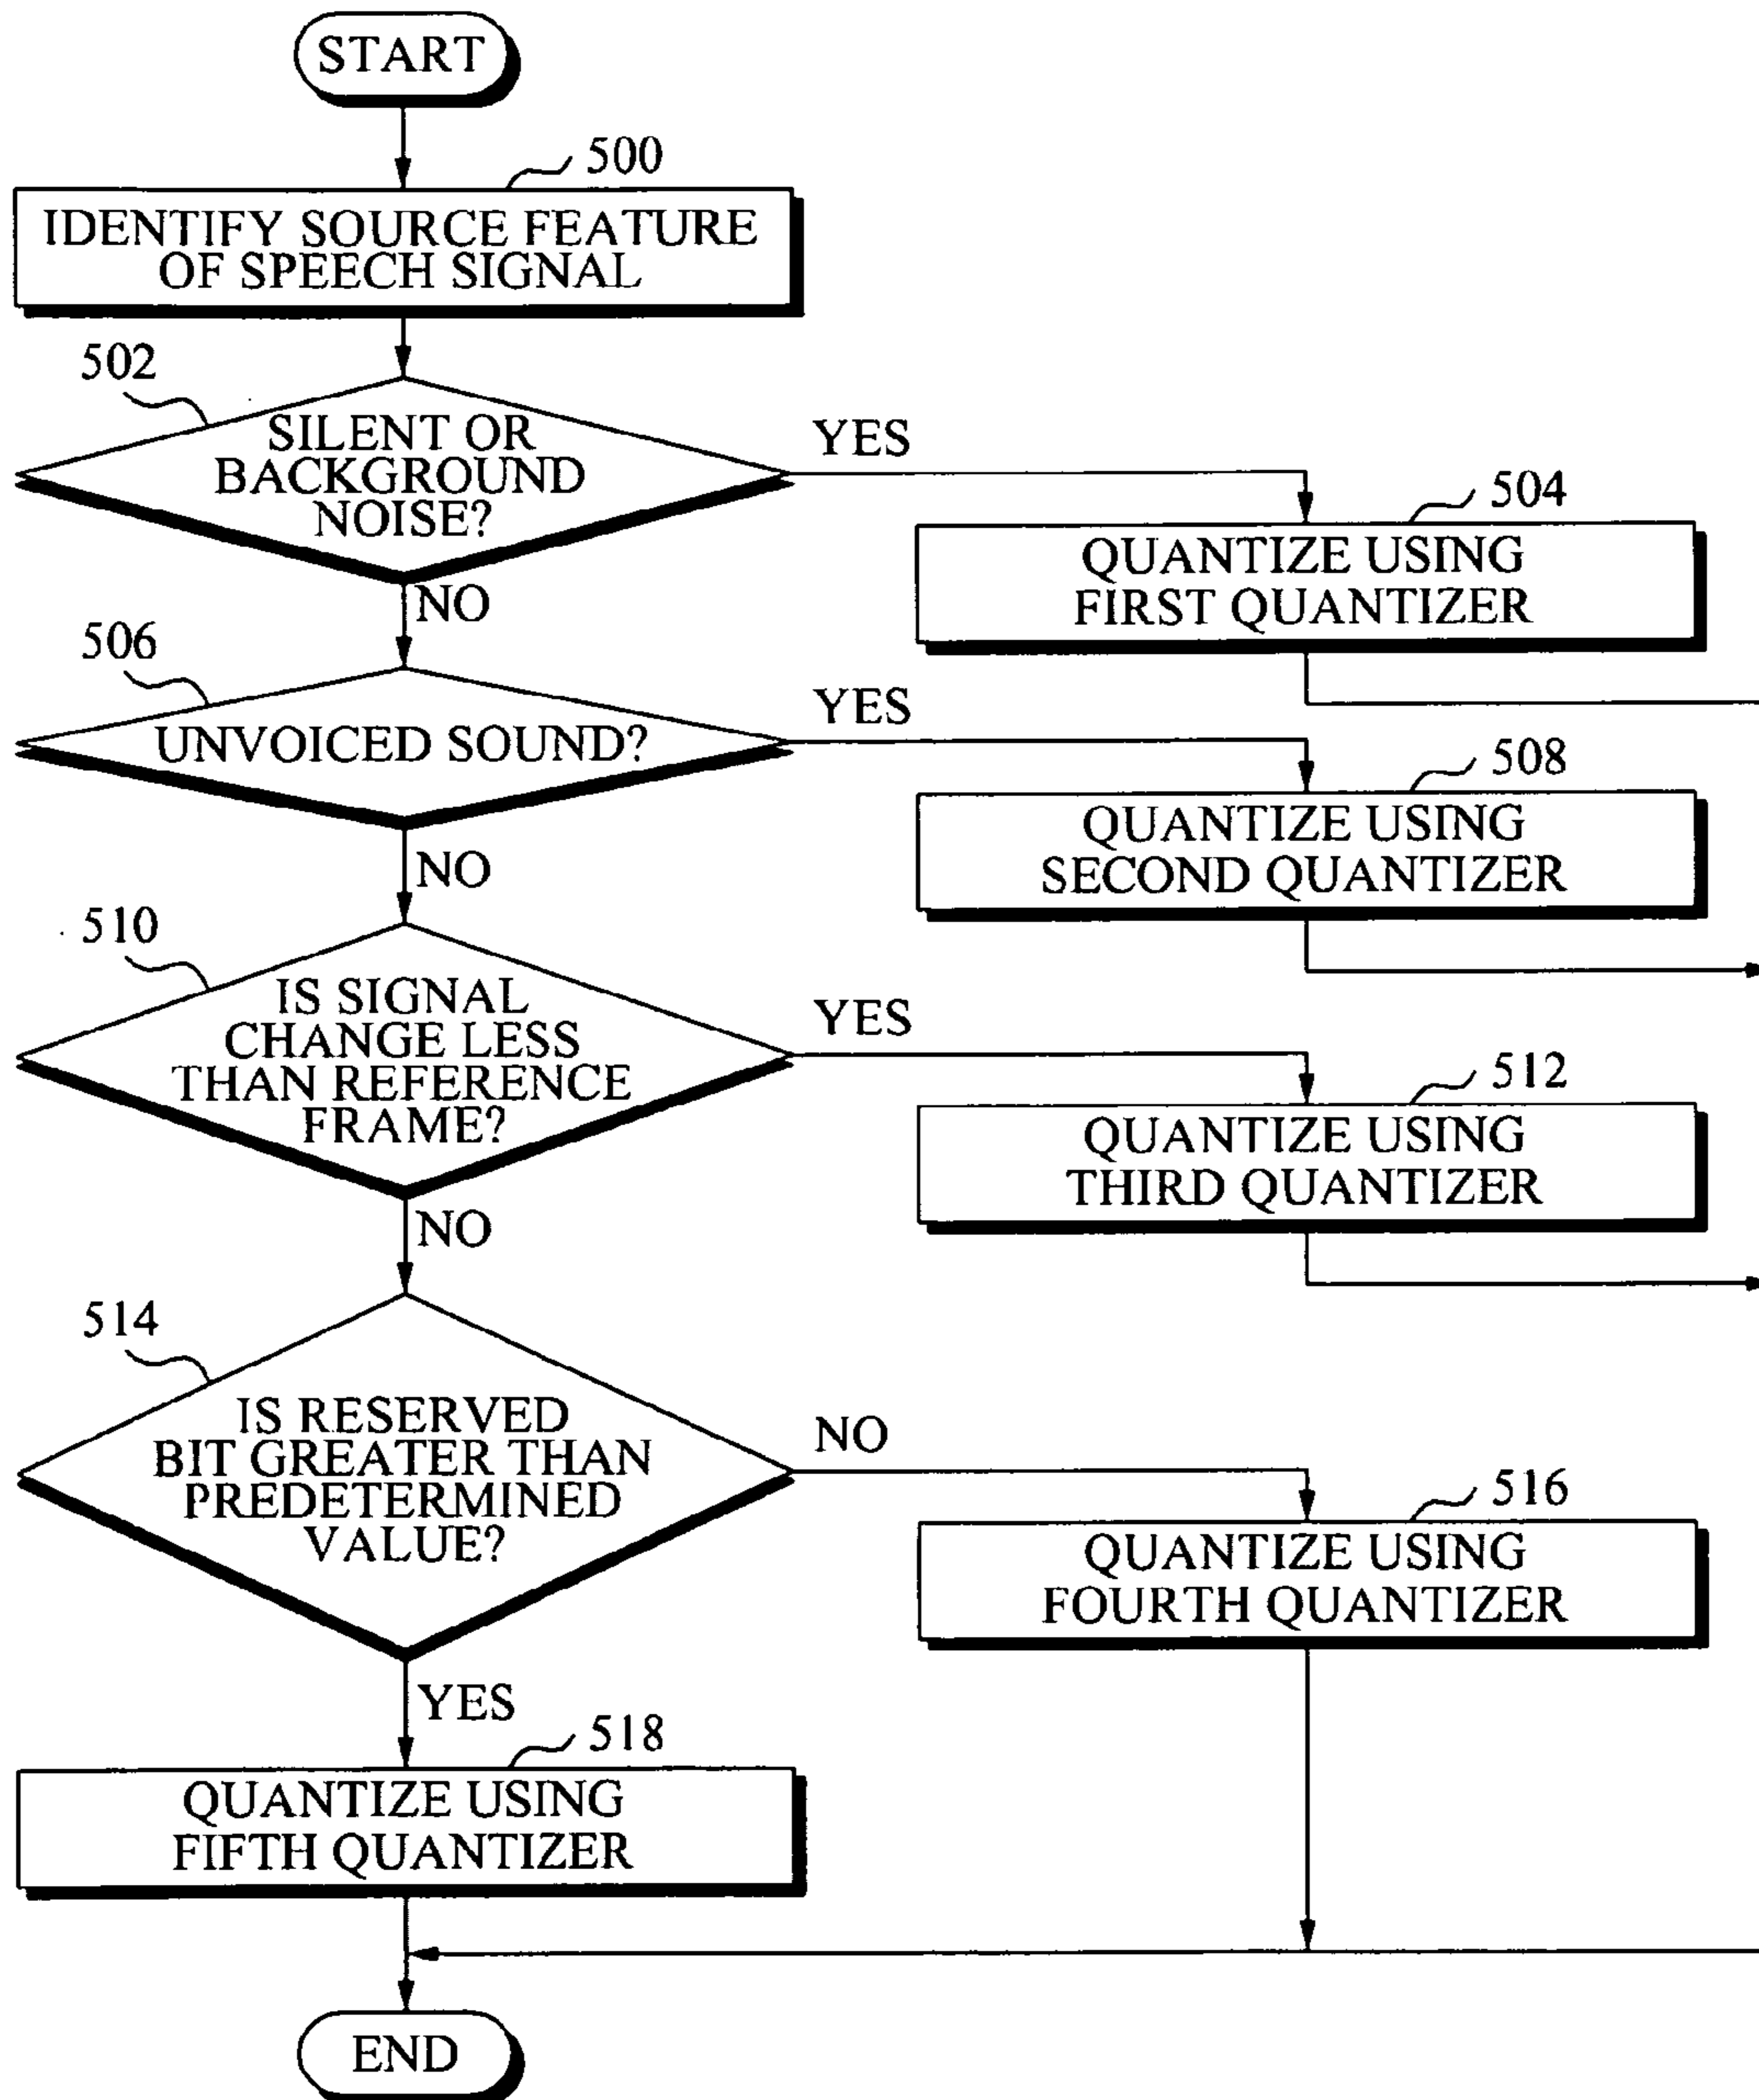 START
500
IDENTIFY SOURCE FEATURE
OF SPEECH SIGNAL
502
SILENT OR
BACKGROUND
NOISE?
YES
504
QUANTIZE USING
FIRST QUANTIZER
NO
506
UNVOICED SOUND?
YES
508
QUANTIZE USING
SECOND QUANTIZER
NO
510
IS SIGNAL
CHANGE LESS
THAN REFERENCE
FRAME?
YES
512
QUANTIZE USING
THIRD QUANTIZER
NO
514
IS RESERVED
BIT GREATER THAN
PREDETERMINED
VALUE?
NO
516
QUANTIZE USING
FOURTH QUANTIZER
YES
518
QUANTIZE USING
FIFTH QUANTIZER
END